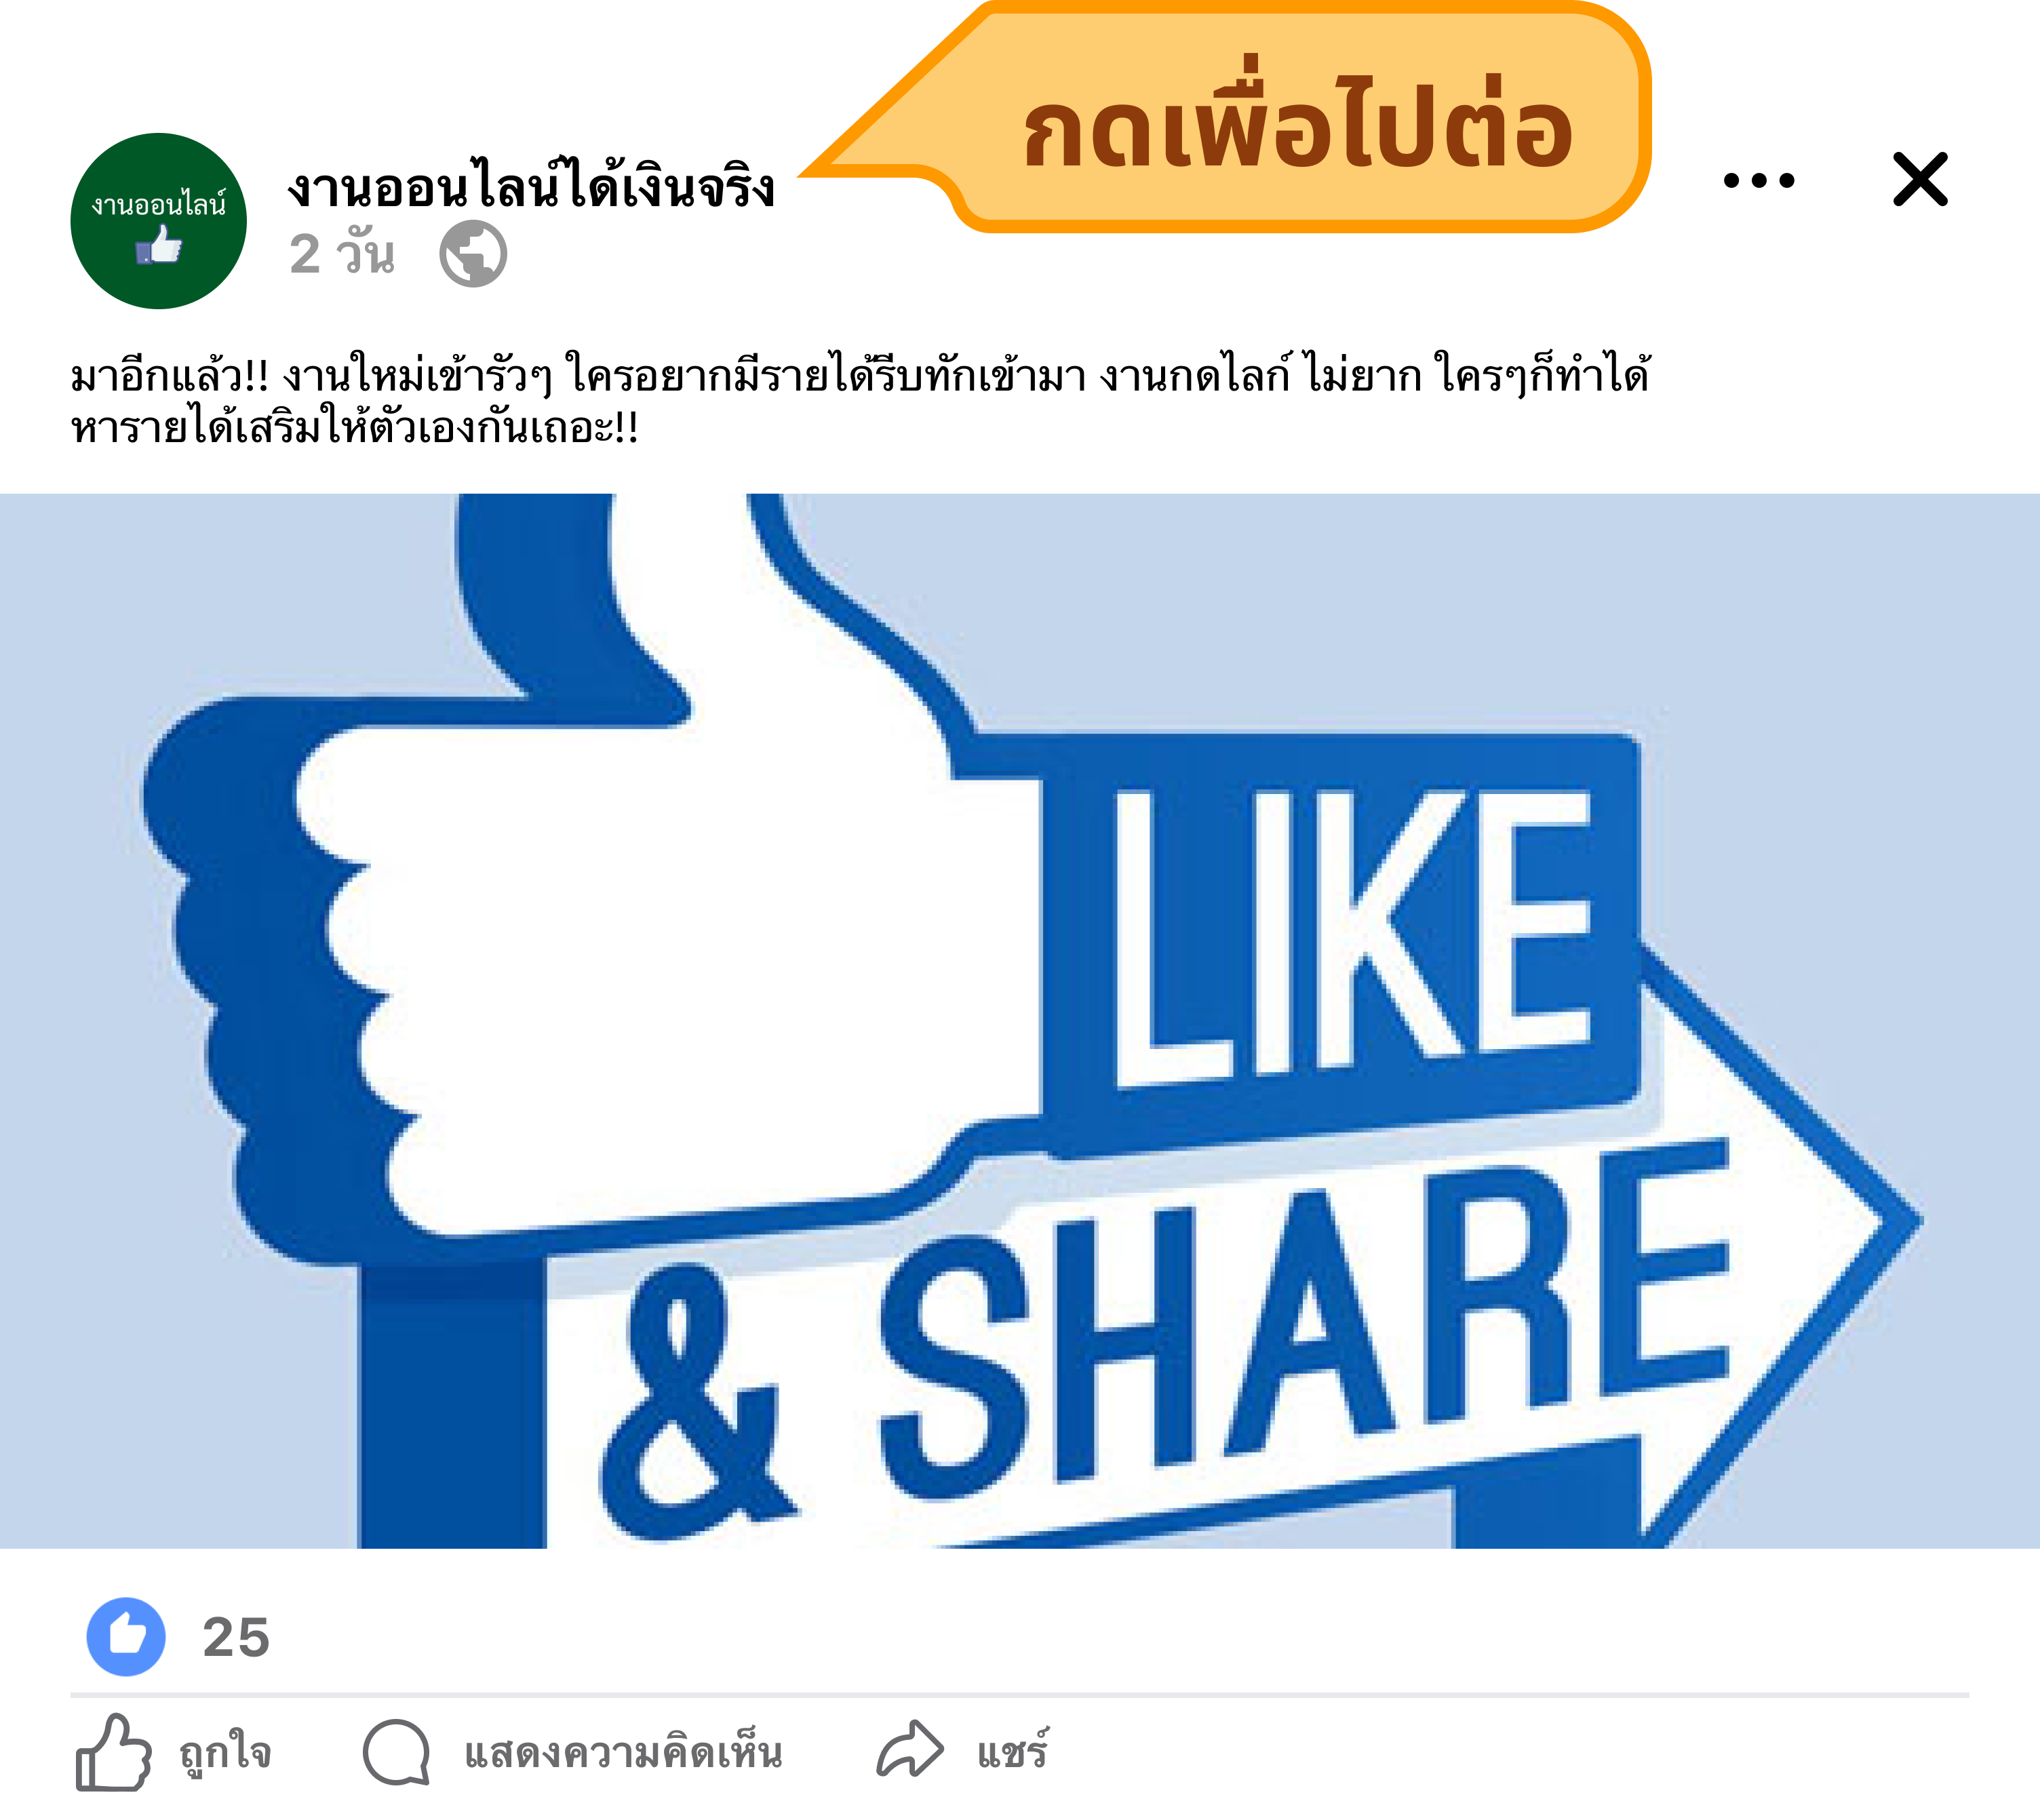 กดเพื่อไปต่อ
งานออนไลน์
งานออนไลน์ได้เงินจริง
2 วัน
มาอีกแล้ว!! งานใหม่เข้ารัวๆ ใครอยากมีรายได้รีบทักเข้ามา งานกดไลก์ ไม่ยาก ใครๆก็ทำได้
หารายได้เสริมให้ตัวเองกันเถอะ!!
LIKE
& SHARE
25
ถูกใจ แสดงความคิดเห็น แชร์